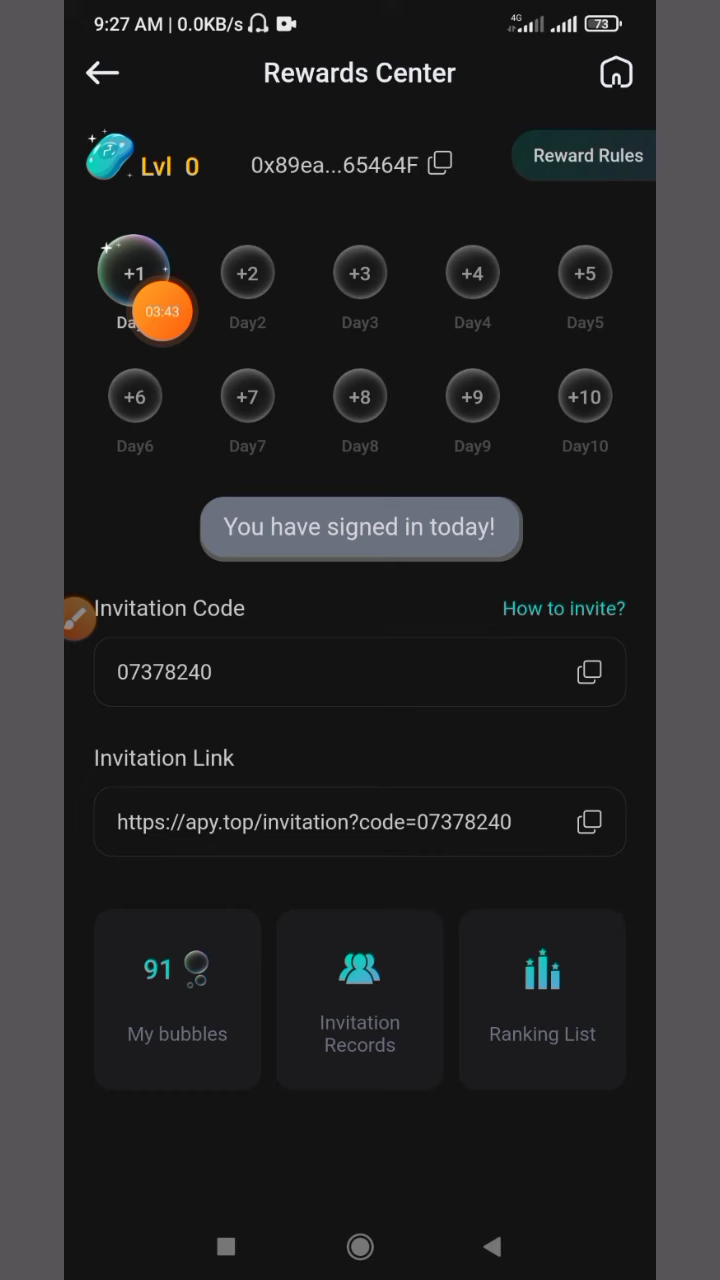 9:27 AM | 0.0KB/s
4G
73
Rewards Center
Lvl 0
0x89ea...65464F
Reward Rules
+1
+2
+3
+4
+5
03:43
Day2
Day3
Day4
Day5
+6
+7
+8
+9
+10
Day6
Day7
Day8
Day9
Day10
You have signed in today!
Invitation Code
How to invite?
07378240
Invitation Link
https://apy.top/invitation?code=07378240
91
My bubbles
Invitation
Records
Ranking List